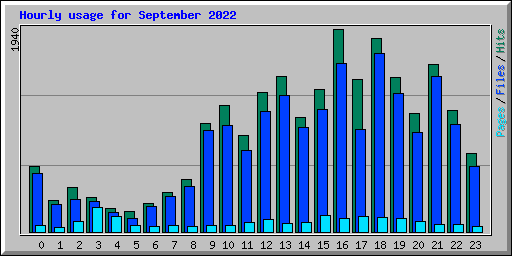 Hourly usage for September 2022
1940
Pages/Files/Hits
0 1 2 3 4 5 6 7 8 9 10 11 12 13 14 15 16 17 18 19 20 21 22 23